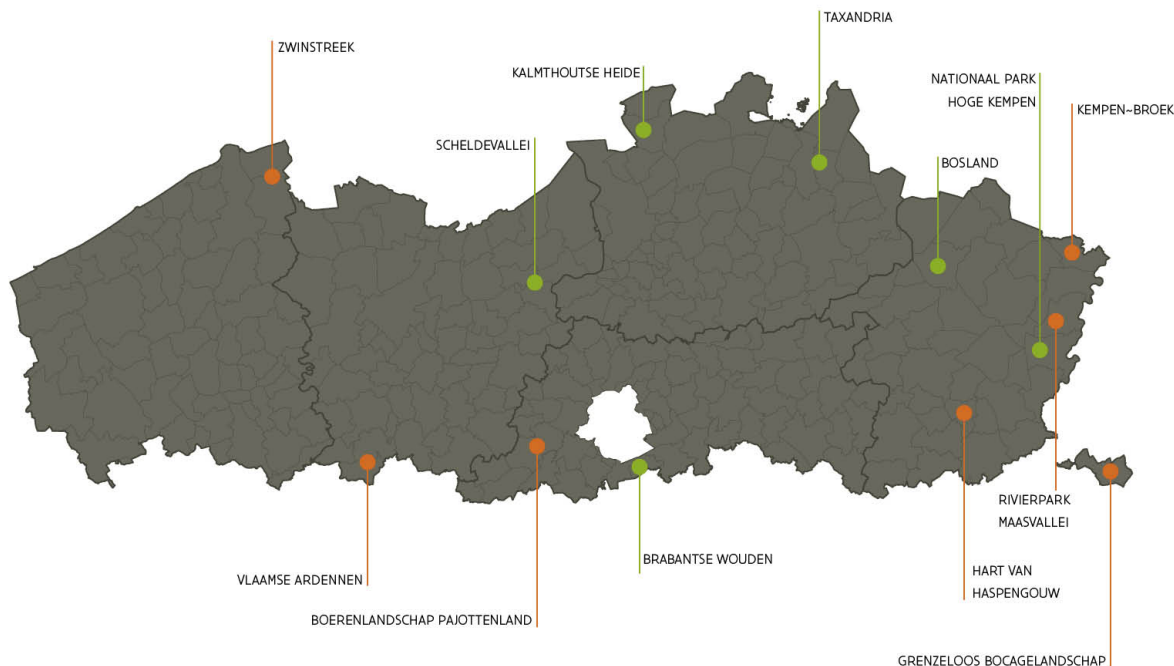 TAXANDRIA
ZWINSTREEK
KALMTHOUTSE HEIDE
NATIONAAL PARK
HOGE KEMPEN
KEMPEN~BROEK
SCHELDEVALLEI
BOSLAND
RIVIERPARK
MAASVALLEI
BRABANTSE WOUDEN
HART VAN
HASPENGOUW
VLAAMSE ARDENNEN
BOERENLANDSCHAP PAJOTTENLAND
GRENZELOOS BOCAGELANDSCHAP